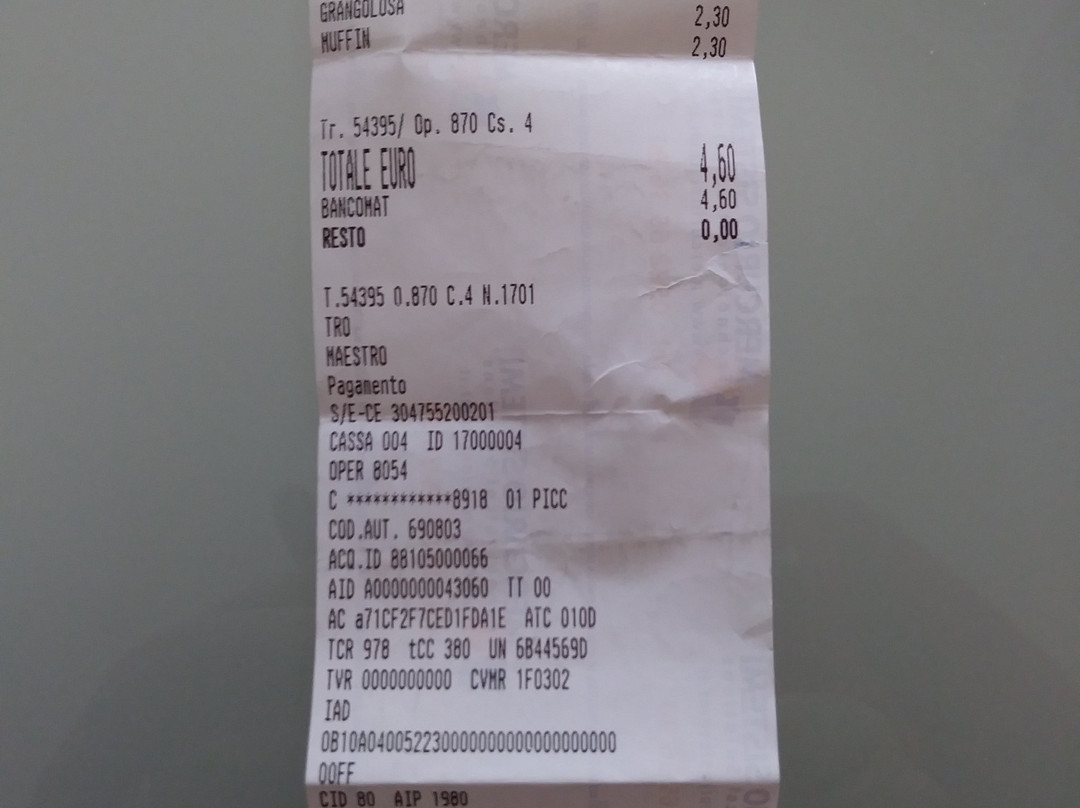 GRANGOLOSA 2,30
MUFFIN 2,30
Tr. 54395/ Op. 870 Cs. 4
TOTALE EURO 4,60
BANCOMAT 4,60
RESTO 0,00
T.54395 O.870 C.4 N.1701
TRO
MAESTRO
Pagamento
S/E-CE 304755200201
CASSA 004 ID 17000004
OPER 8054
C ************8918 01 PICC
COD.AUT. 690803
ACQ.ID 88105000066
AID A0000000043060 TT 00
AC a71CF2F7CED1FDA1E ATC 010D
TCR 978 tCC 380 UN 6B44569D
TVR 0000000000 CVMR 1F0302
IAD
0B10A04005223000000000000000000
00FF
CID 80 AIP 1980